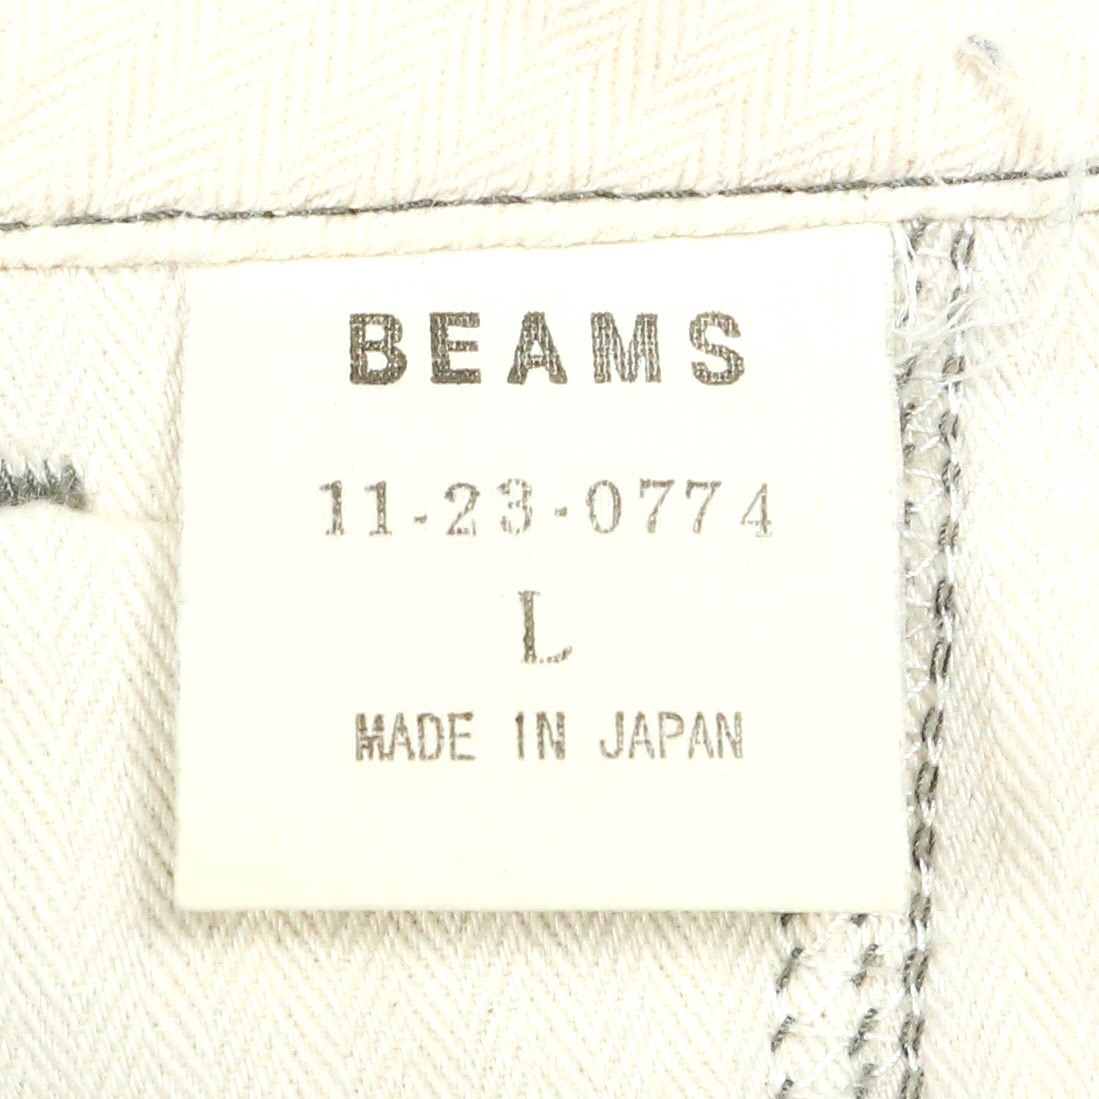 BEAMS
11-23-0774
L
MADE IN JAPAN